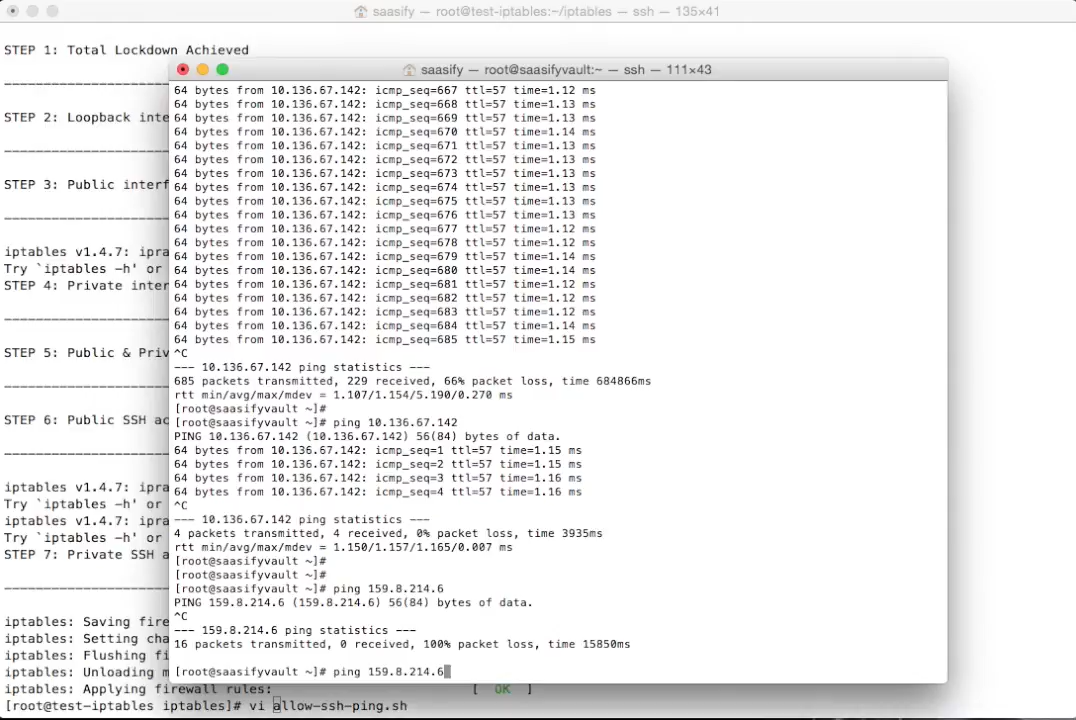 saasify — root@test-iptables:~/iptables — ssh — 135×41
STEP 1: Total Lockdown Achieved
STEP 2: Loopback inte
STEP 3: Public interf
iptables v1.4.7: ipra
Try `iptables -h' or
STEP 4: Private inter
STEP 5: Public & Priv
STEP 6: Public SSH ac
iptables v1.4.7: ipra
Try `iptables -h' or
iptables v1.4.7: ipra
Try `iptables -h' or
STEP 7: Private SSH a
iptables: Saving fire
iptables: Setting cha
iptables: Flushing fi
iptables: Unloading m
iptables: Applying firewall rules: [ OK ]
[root@test-iptables iptables]# vi allow-ssh-ping.sh
saasify — root@saasifyvault:~ — ssh — 111×43
64 bytes from 10.136.67.142: icmp_seq=667 ttl=57 time=1.12 ms
64 bytes from 10.136.67.142: icmp_seq=668 ttl=57 time=1.13 ms
64 bytes from 10.136.67.142: icmp_seq=669 ttl=57 time=1.13 ms
64 bytes from 10.136.67.142: icmp_seq=670 ttl=57 time=1.14 ms
64 bytes from 10.136.67.142: icmp_seq=671 ttl=57 time=1.13 ms
64 bytes from 10.136.67.142: icmp_seq=672 ttl=57 time=1.13 ms
64 bytes from 10.136.67.142: icmp_seq=673 ttl=57 time=1.13 ms
64 bytes from 10.136.67.142: icmp_seq=674 ttl=57 time=1.13 ms
64 bytes from 10.136.67.142: icmp_seq=675 ttl=57 time=1.13 ms
64 bytes from 10.136.67.142: icmp_seq=676 ttl=57 time=1.13 ms
64 bytes from 10.136.67.142: icmp_seq=677 ttl=57 time=1.12 ms
64 bytes from 10.136.67.142: icmp_seq=678 ttl=57 time=1.12 ms
64 bytes from 10.136.67.142: icmp_seq=679 ttl=57 time=1.14 ms
64 bytes from 10.136.67.142: icmp_seq=680 ttl=57 time=1.14 ms
64 bytes from 10.136.67.142: icmp_seq=681 ttl=57 time=1.12 ms
64 bytes from 10.136.67.142: icmp_seq=682 ttl=57 time=1.12 ms
64 bytes from 10.136.67.142: icmp_seq=683 ttl=57 time=1.12 ms
64 bytes from 10.136.67.142: icmp_seq=684 ttl=57 time=1.14 ms
64 bytes from 10.136.67.142: icmp_seq=685 ttl=57 time=1.15 ms
^C
--- 10.136.67.142 ping statistics ---
685 packets transmitted, 229 received, 66% packet loss, time 684866ms
rtt min/avg/max/mdev = 1.107/1.154/5.190/0.270 ms
[root@saasifyvault ~]#
[root@saasifyvault ~]# ping 10.136.67.142
PING 10.136.67.142 (10.136.67.142) 56(84) bytes of data.
64 bytes from 10.136.67.142: icmp_seq=1 ttl=57 time=1.15 ms
64 bytes from 10.136.67.142: icmp_seq=2 ttl=57 time=1.15 ms
64 bytes from 10.136.67.142: icmp_seq=3 ttl=57 time=1.16 ms
64 bytes from 10.136.67.142: icmp_seq=4 ttl=57 time=1.16 ms
^C
--- 10.136.67.142 ping statistics ---
4 packets transmitted, 4 received, 0% packet loss, time 3935ms
rtt min/avg/max/mdev = 1.150/1.157/1.165/0.007 ms
[root@saasifyvault ~]#
[root@saasifyvault ~]#
[root@saasifyvault ~]# ping 159.8.214.6
PING 159.8.214.6 (159.8.214.6) 56(84) bytes of data.
^C
--- 159.8.214.6 ping statistics ---
16 packets transmitted, 0 received, 100% packet loss, time 15850ms
[root@saasifyvault ~]# ping 159.8.214.6